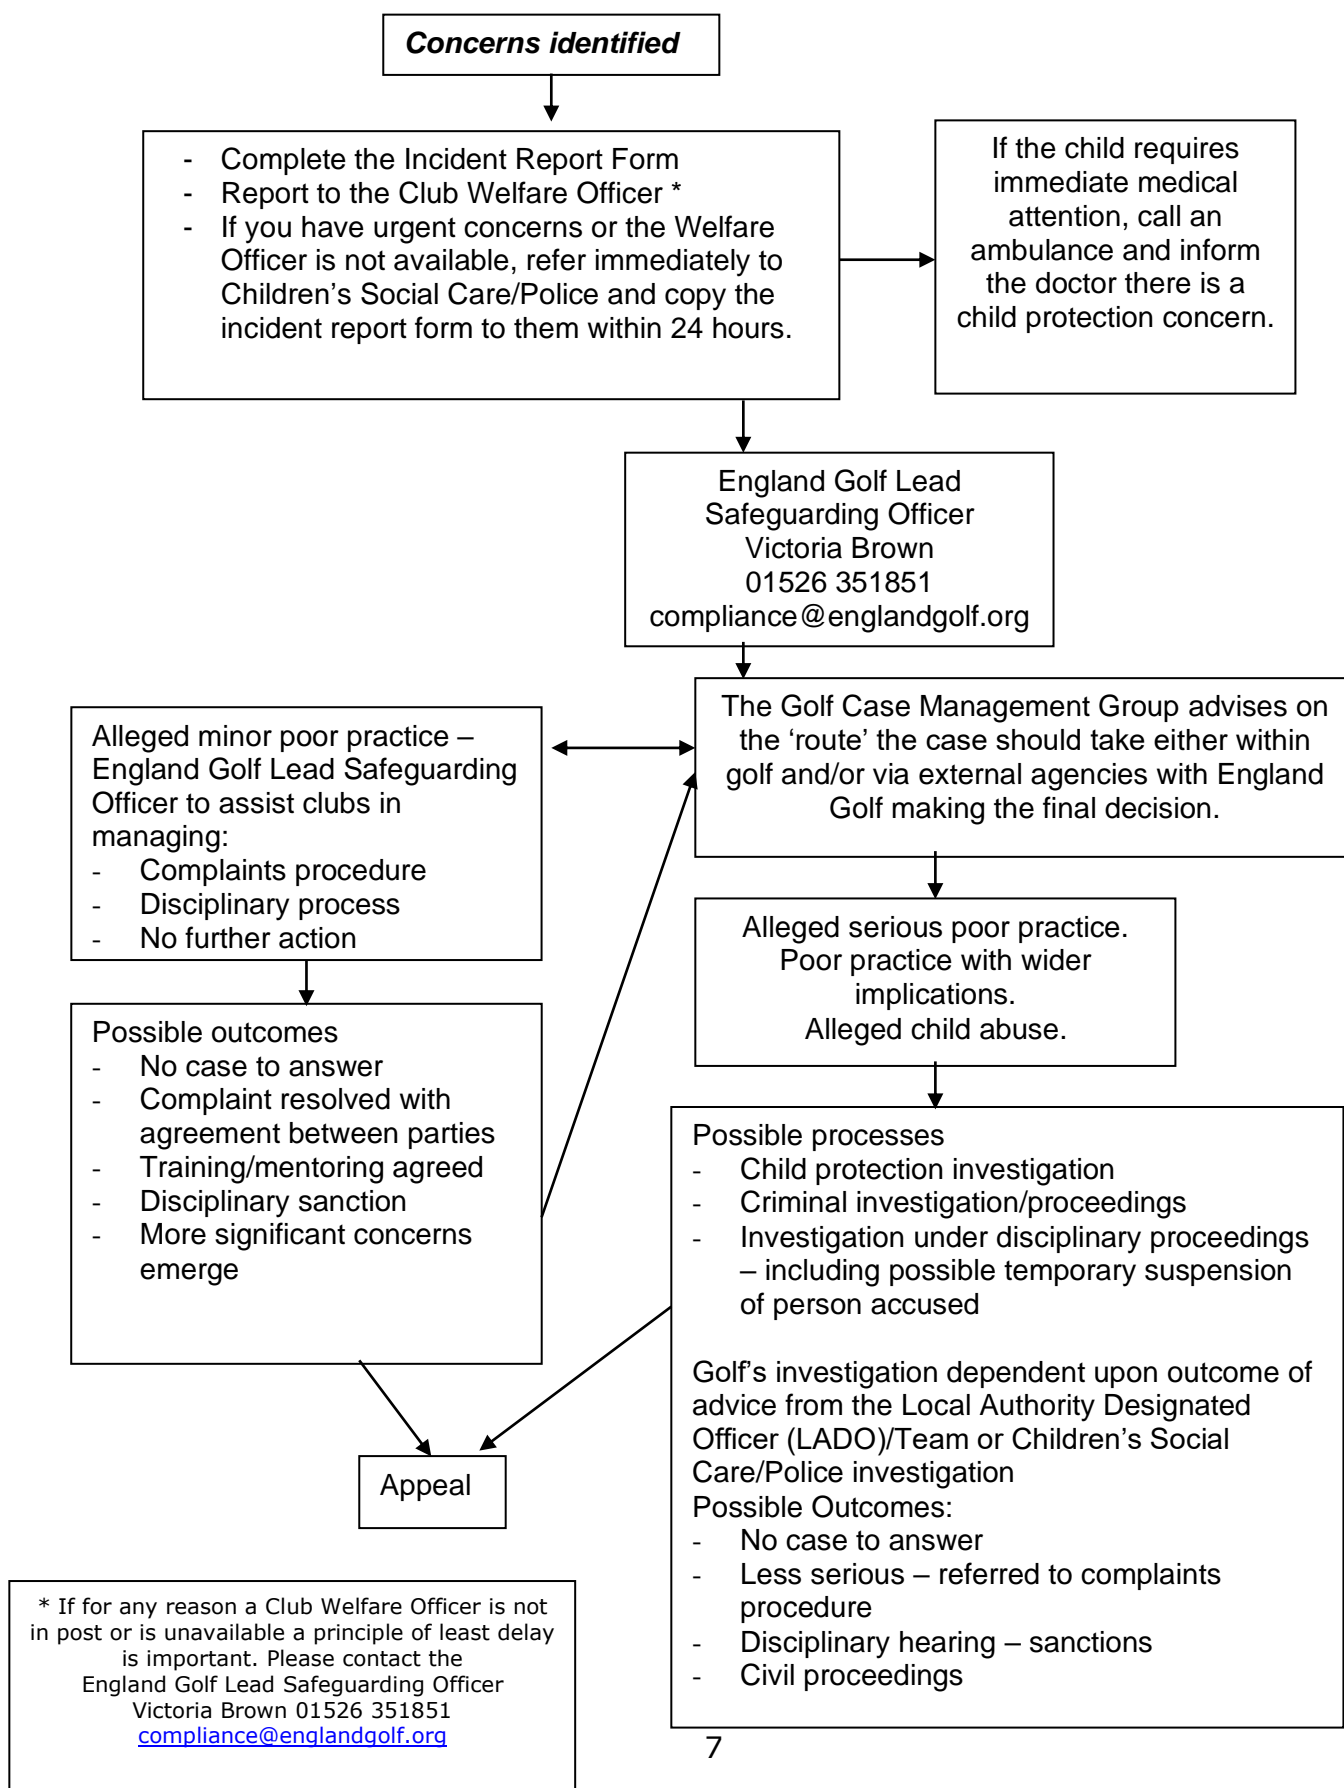 Concerns identified
- Complete the Incident Report Form
- Report to the Club Welfare Officer *
- If you have urgent concerns or the Welfare
Officer is not available, refer immediately to
Children’s Social Care/Police and copy the
incident report form to them within 24 hours.
If the child requires
immediate medical
attention, call an
ambulance and inform
the doctor there is a
child protection concern.
England Golf Lead
Safeguarding Officer
Victoria Brown
01526 351851
compliance@englandgolf.org
The Golf Case Management Group advises on
the ‘route’ the case should take either within
golf and/or via external agencies with England
Golf making the final decision.
Alleged minor poor practice –
England Golf Lead Safeguarding
Officer to assist clubs in
managing:
- Complaints procedure
- Disciplinary process
- No further action
Alleged serious poor practice.
Poor practice with wider
implications.
Alleged child abuse.
Possible outcomes
- No case to answer
- Complaint resolved with
agreement between parties
- Training/mentoring agreed
- Disciplinary sanction
- More significant concerns
emerge
Possible processes
- Child protection investigation
- Criminal investigation/proceedings
- Investigation under disciplinary proceedings
– including possible temporary suspension
of person accused
Golf’s investigation dependent upon outcome of
advice from the Local Authority Designated
Officer (LADO)/Team or Children’s Social
Care/Police investigation
Possible Outcomes:
- No case to answer
- Less serious – referred to complaints
procedure
- Disciplinary hearing – sanctions
- Civil proceedings
Appeal
* If for any reason a Club Welfare Officer is not
in post or is unavailable a principle of least delay
is important. Please contact the
England Golf Lead Safeguarding Officer
Victoria Brown 01526 351851
compliance@englandgolf.org
7